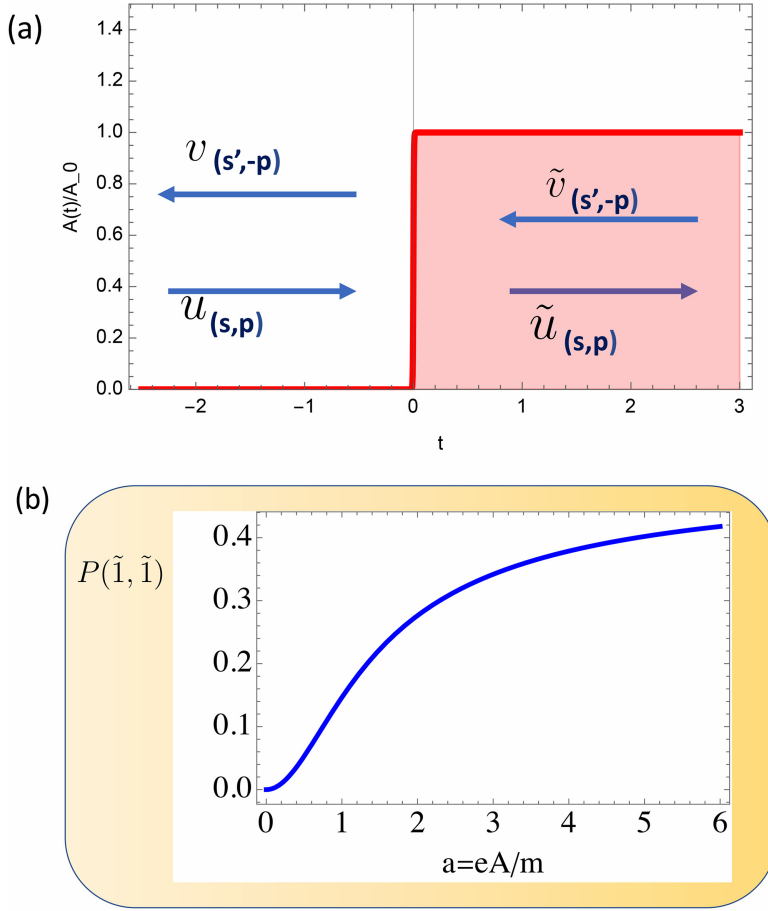 (a)
1.4
1.2
1.0
0.8
0.6
0.4
0.2
0.0
A(t)/A_0
v (s',-p)
u (s,p)
ṽ (s',-p)
ũ (s,p)
−2 −1 0 1 2 3
t
(b)
P(1̃, 1̃)
0.4
0.3
0.2
0.1
0.0
0 1 2 3 4 5 6
a=eA/m